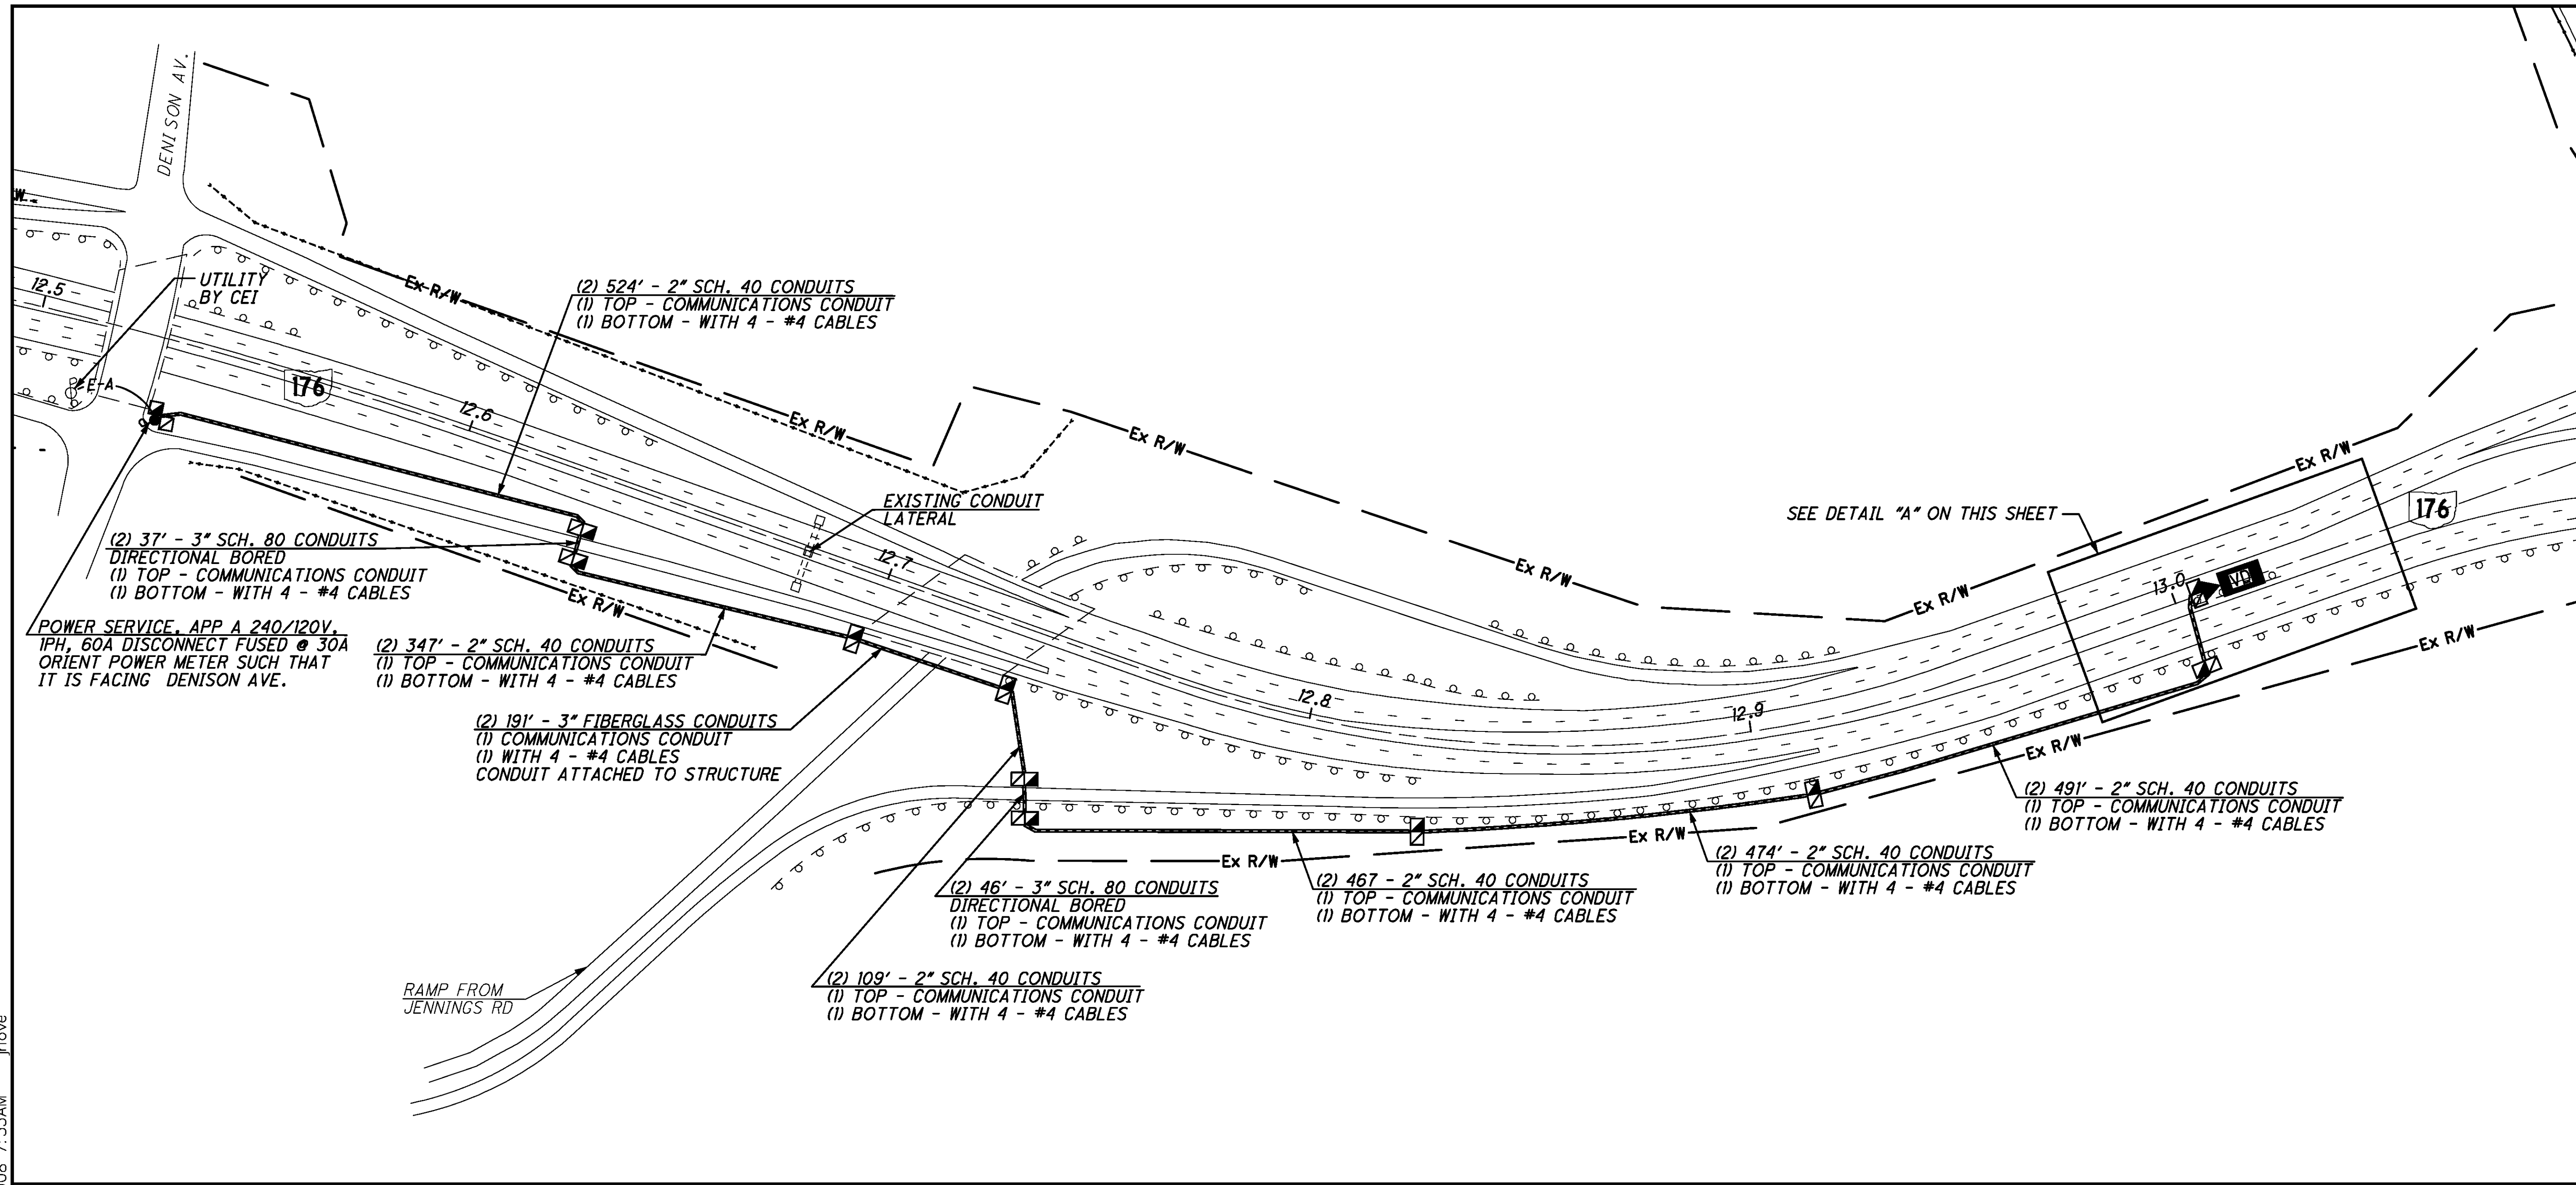 DENISON AV.
W
12.5
UTILITY
BY CEI
Ex R/W
(2) 524' - 2" SCH. 40 CONDUITS
(1) TOP - COMMUNICATIONS CONDUIT
(1) BOTTOM - WITH 4 - #4 CABLES
E-A
176
12.6
Ex R/W
Ex R/W
EXISTING CONDUIT
LATERAL
12.7
(2) 37' - 3" SCH. 80 CONDUITS
DIRECTIONAL BORED
(1) TOP - COMMUNICATIONS CONDUIT
(1) BOTTOM - WITH 4 - #4 CABLES
Ex R/W
POWER SERVICE, APP A 240/120V,
1PH, 60A DISCONNECT FUSED @ 30A
ORIENT POWER METER SUCH THAT
IT IS FACING DENISON AVE.
(2) 347' - 2" SCH. 40 CONDUITS
(1) TOP - COMMUNICATIONS CONDUIT
(1) BOTTOM - WITH 4 - #4 CABLES
(2) 191' - 3" FIBERGLASS CONDUITS
(1) COMMUNICATIONS CONDUIT
(1) WITH 4 - #4 CABLES
CONDUIT ATTACHED TO STRUCTURE
Ex R/W
12.8
12.9
Ex R/W
SEE DETAIL "A" ON THIS SHEET
13.0
VD
Ex R/W
176
Ex R/W
Ex R/W
(2) 491' - 2" SCH. 40 CONDUITS
(1) TOP - COMMUNICATIONS CONDUIT
(1) BOTTOM - WITH 4 - #4 CABLES
Ex R/W
(2) 474' - 2" SCH. 40 CONDUITS
(1) TOP - COMMUNICATIONS CONDUIT
(1) BOTTOM - WITH 4 - #4 CABLES
Ex R/W
(2) 467 - 2" SCH. 40 CONDUITS
(1) TOP - COMMUNICATIONS CONDUIT
(1) BOTTOM - WITH 4 - #4 CABLES
(2) 46' - 3" SCH. 80 CONDUITS
DIRECTIONAL BORED
(1) TOP - COMMUNICATIONS CONDUIT
(1) BOTTOM - WITH 4 - #4 CABLES
(2) 109' - 2" SCH. 40 CONDUITS
(1) TOP - COMMUNICATIONS CONDUIT
(1) BOTTOM - WITH 4 - #4 CABLES
RAMP FROM
JENNINGS RD